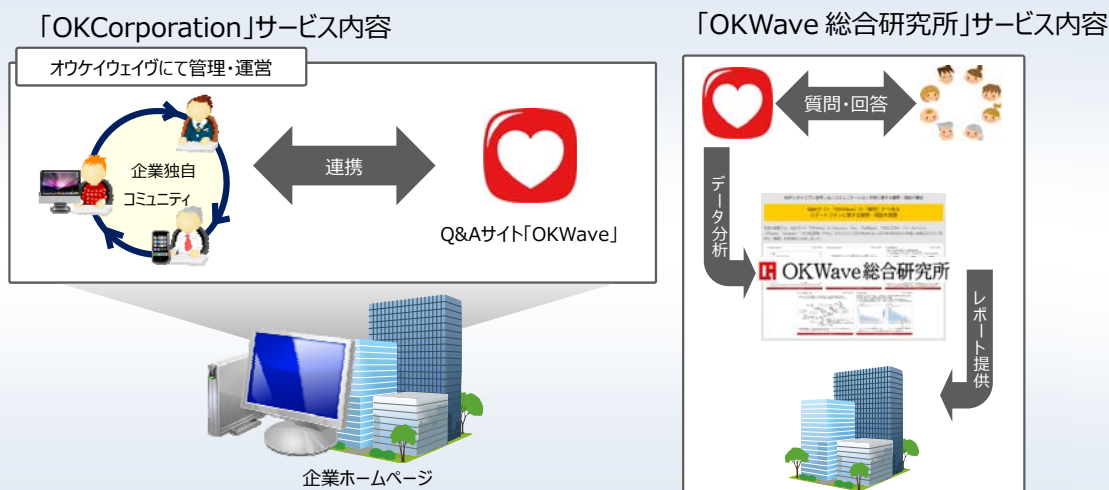 「OKCorporation」サービス内容
オウケイウェイヴにて管理・運営
企業独自
コミュニティ
連携
Q&Aサイト「OKWave」
企業ホームページ
「OKWave 総合研究所」サービス内容
質問・回答
データ分析
OKWave総合研究所
レポート提供